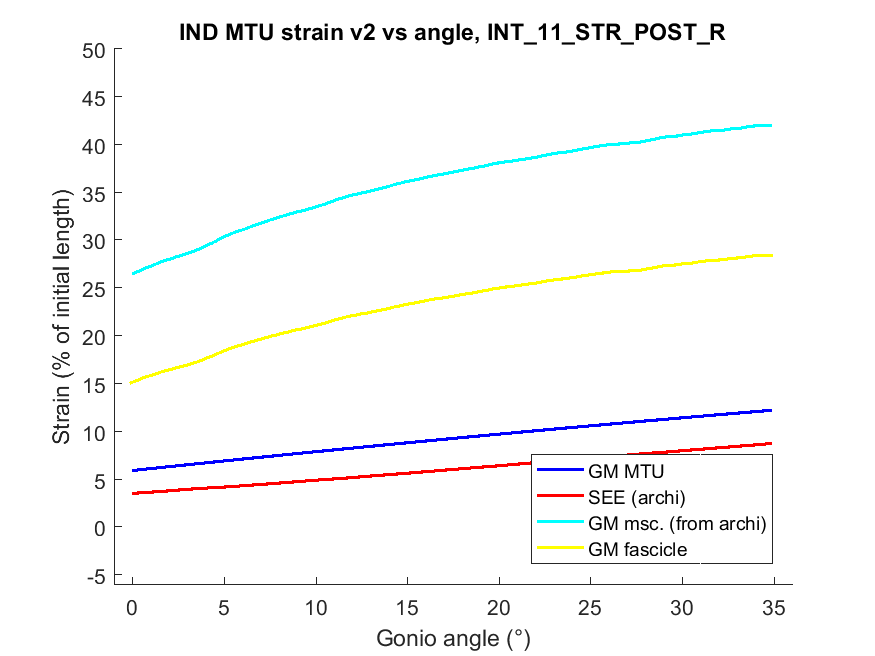 IND MTU strain v2 vs angle, INT_11_STR_POST_R
50
45
40
35
30
25
20
15
10
5
0
-5
Strain (% of initial length)
GM MTU
SEE (archi)
GM msc. (from archi)
GM fascicle
0 5 10 15 20 25 30 35
Gonio angle (°)